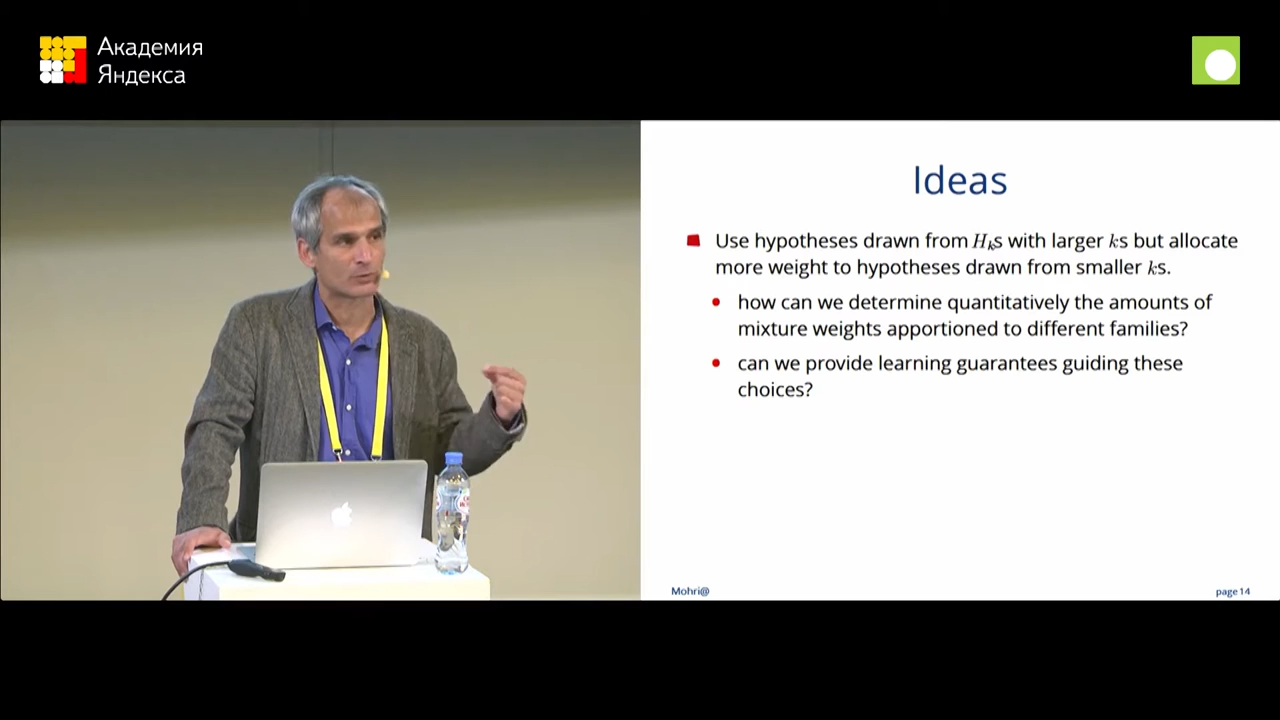 Академия
Яндекса
Ideas
Use hypotheses drawn from Hₖs with larger ks but allocate
more weight to hypotheses drawn from smaller ks.
how can we determine quantitatively the amounts of
mixture weights apportioned to different families?
can we provide learning guarantees guiding these
choices?
Mohri@
page 14